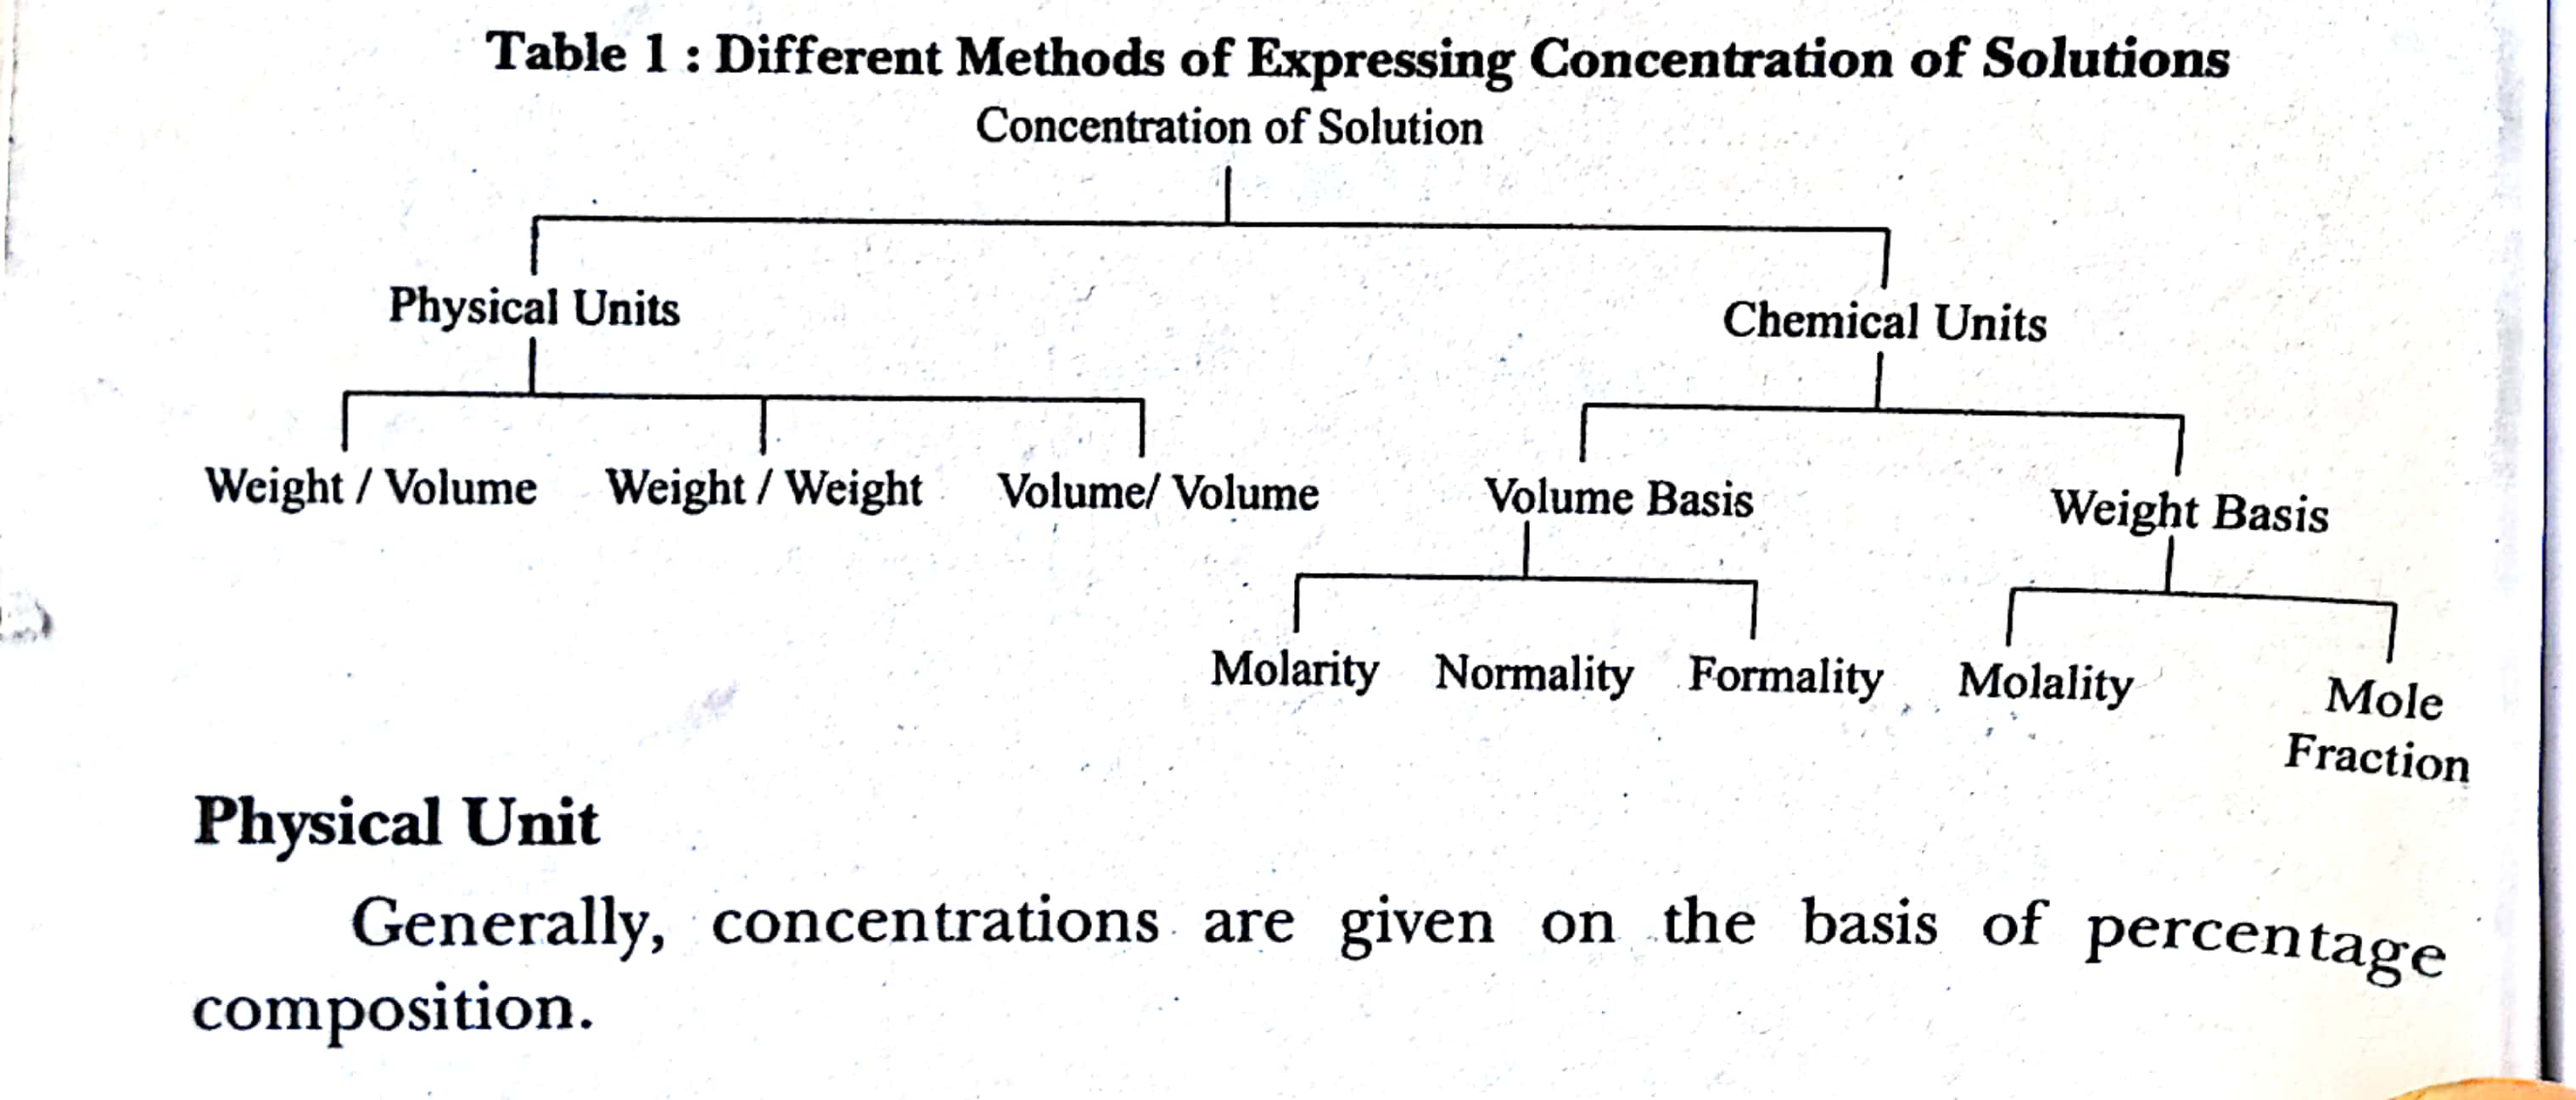 Table 1 : Different Methods of Expressing Concentration of Solutions
Concentration of Solution
Physical Units
Chemical Units
Weight / Volume
Weight / Weight
Volume/ Volume
Volume Basis
Weight Basis
Molarity
Normality
Formality
Molality
Mole
Fraction
Physical Unit
Generally, concentrations are given on the basis of percentage
composition.